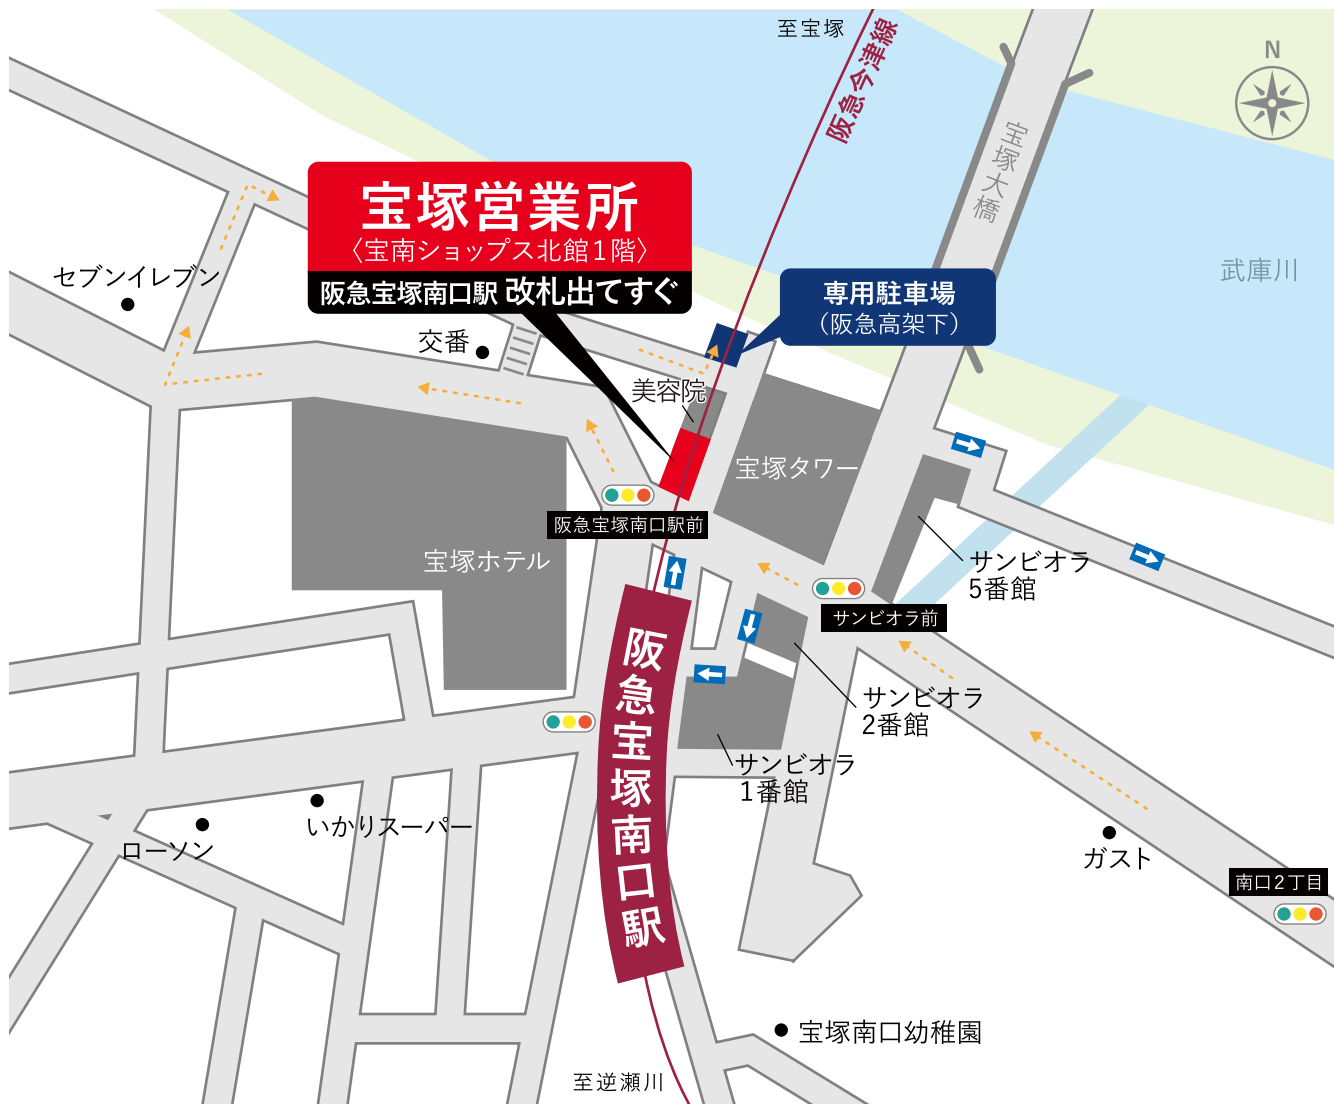 至宝塚
阪急今津線
N
宝塚大橋
武庫川
宝塚営業所
〈宝南ショップス北館1階〉
阪急宝塚南口駅 改札出てすぐ
専用駐車場
(阪急高架下)
セブンイレブン
交番
美容院
宝塚タワー
阪急宝塚南口駅前
宝塚ホテル
サンビオラ
5番館
サンビオラ前
阪急宝塚南口駅
サンビオラ
2番館
サンビオラ
1番館
いかりスーパー
ローソン
ガスト
南口2丁目
宝塚南口幼稚園
至逆瀬川